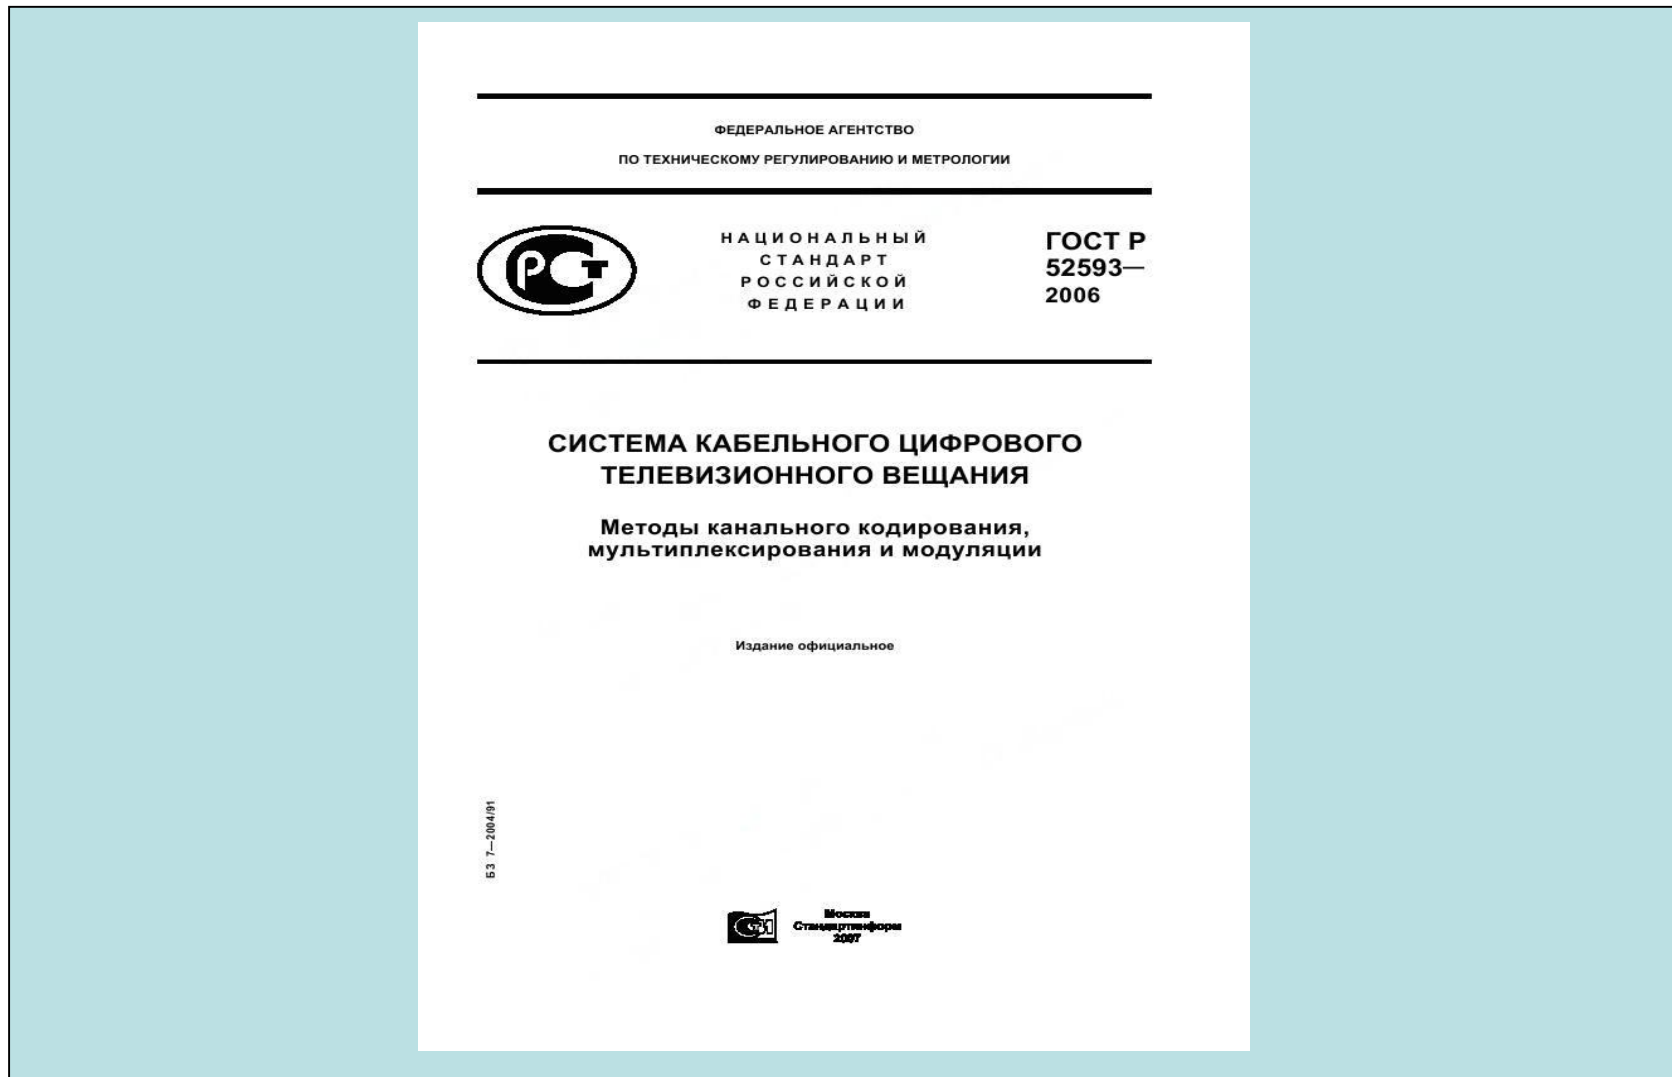 ФЕДЕРАЛЬНОЕ АГЕНТСТВО
ПО ТЕХНИЧЕСКОМУ РЕГУЛИРОВАНИЮ И МЕТРОЛОГИИ
РСТ
НАЦИОНАЛЬНЫЙ
СТАНДАРТ
РОССИЙСКОЙ
ФЕДЕРАЦИИ
ГОСТ Р
52593—
2006
СИСТЕМА КАБЕЛЬНОГО ЦИФРОВОГО
ТЕЛЕВИЗИОННОГО ВЕЩАНИЯ
Методы канального кодирования,
мультиплексирования и модуляции
Издание официальное
БЗ 7—2004/91
Москва
Стандартинформ
2007